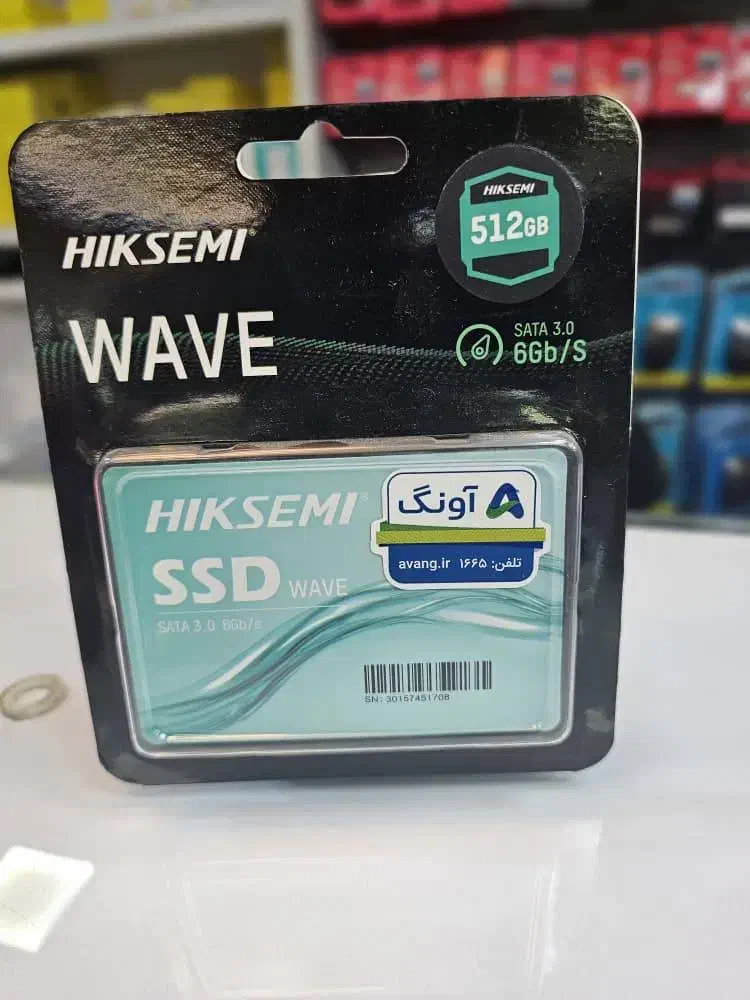 HIKSEMI
512GB
HIKSEMI®
WAVE
SATA 3.0
6Gb/S
HIKSEMI®
SSD WAVE
SATA 3.0 6Gb/s
آونگ
تلفن: ۱۶۶۵ avang.ir
SN: 30157451708